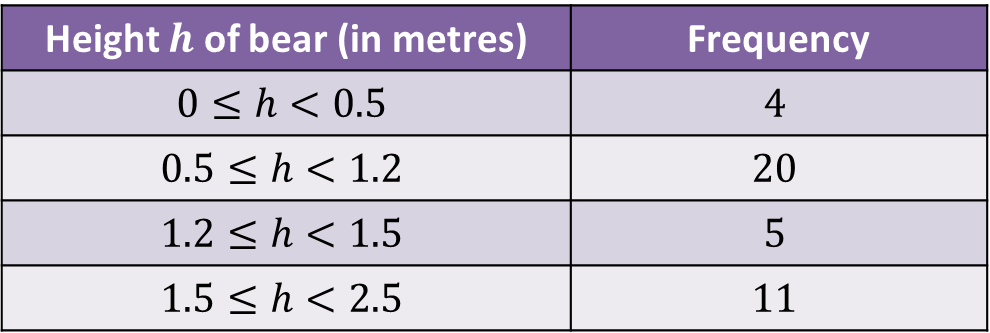 Height h of bear (in metres) Frequency
0 ≤ h < 0.5 4
0.5 ≤ h < 1.2 20
1.2 ≤ h < 1.5 5
1.5 ≤ h < 2.5 11